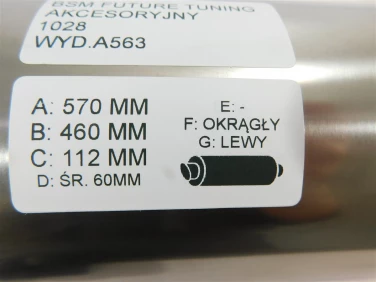 BSM FUTURE TUNING
AKCESORYJNY
1028
WYD.A563
A: 570 MM
B: 460 MM
C: 112 MM
D: ŚR. 60MM
E: -
F: OKRĄGŁY
G: LEWY